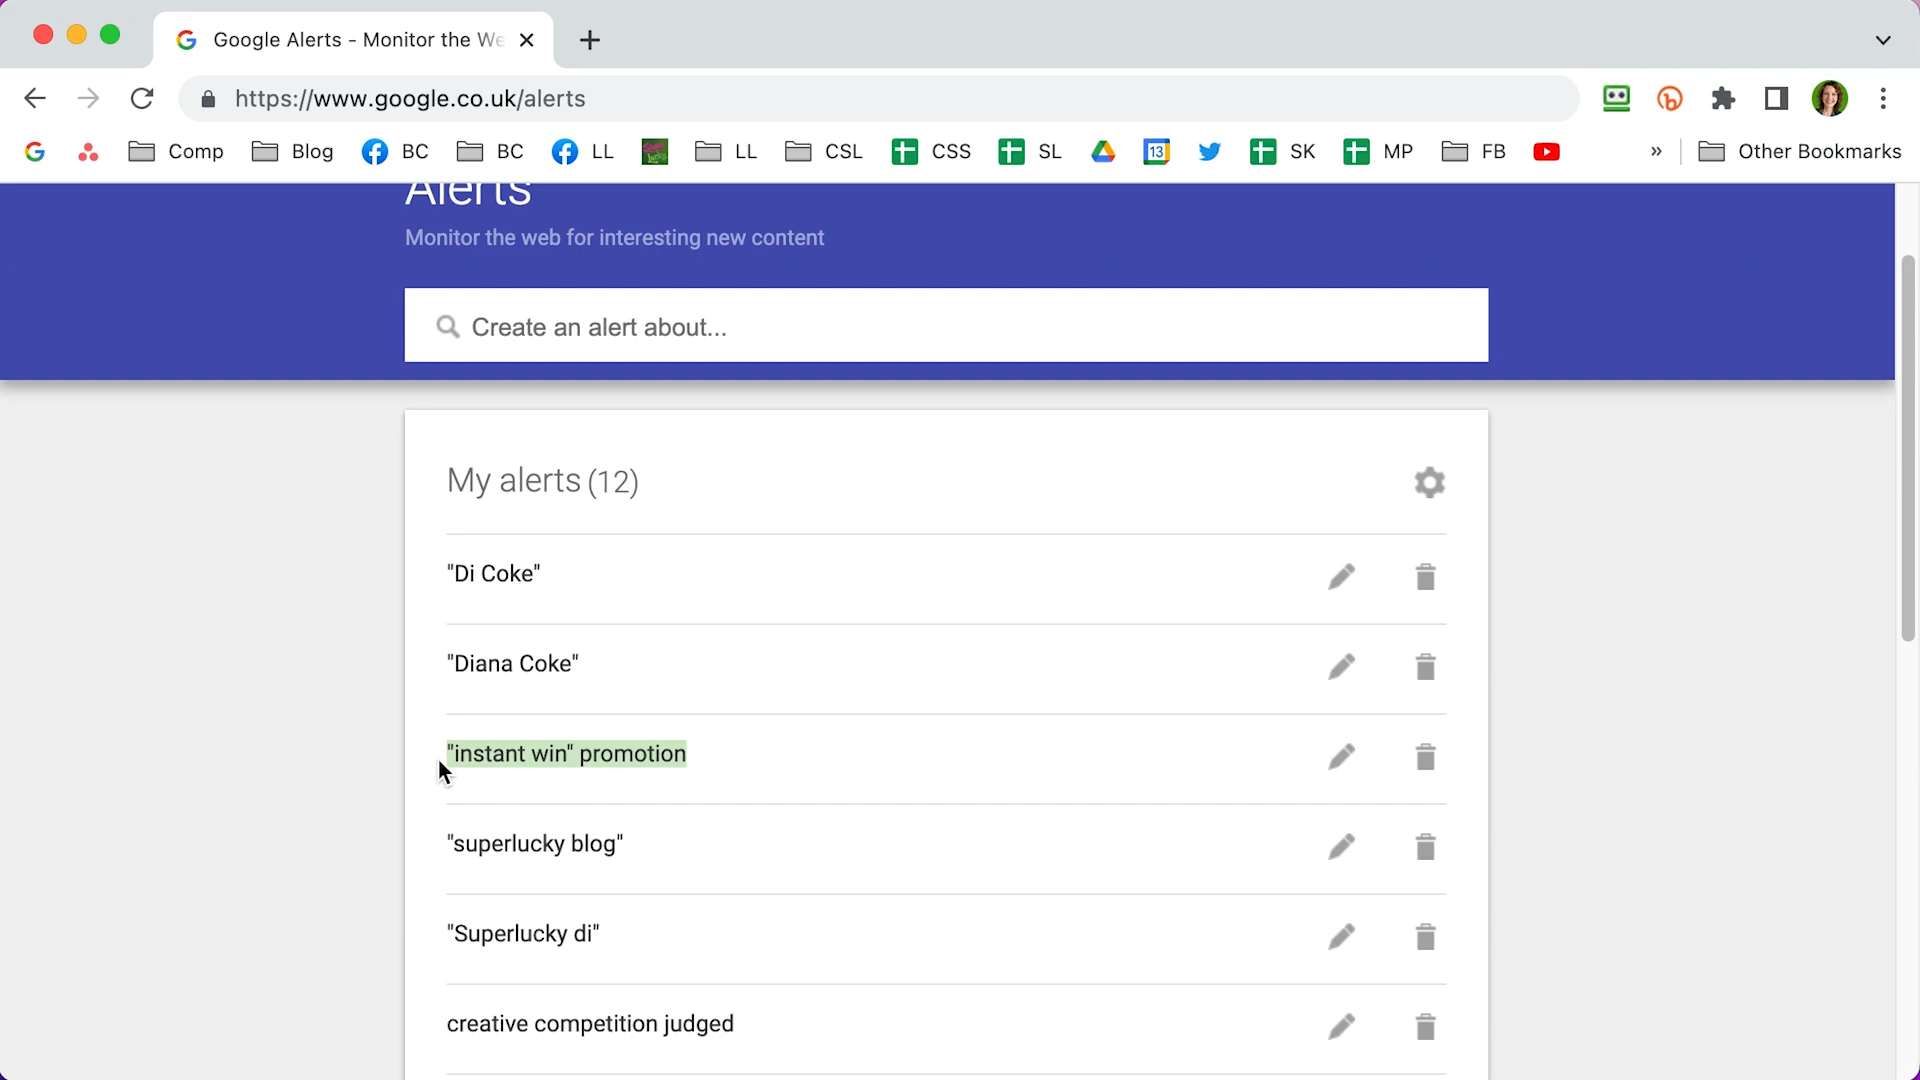 Google Alerts - Monitor the We
https://www.google.co.uk/alerts
Comp Blog BC BC LL LL CSL CSS SL 13 SK MP FB » Other Bookmarks
Alerts
Monitor the web for interesting new content
Create an alert about...
My alerts (12)
"Di Coke"
"Diana Coke"
"instant win" promotion
"superlucky blog"
"Superlucky di"
creative competition judged